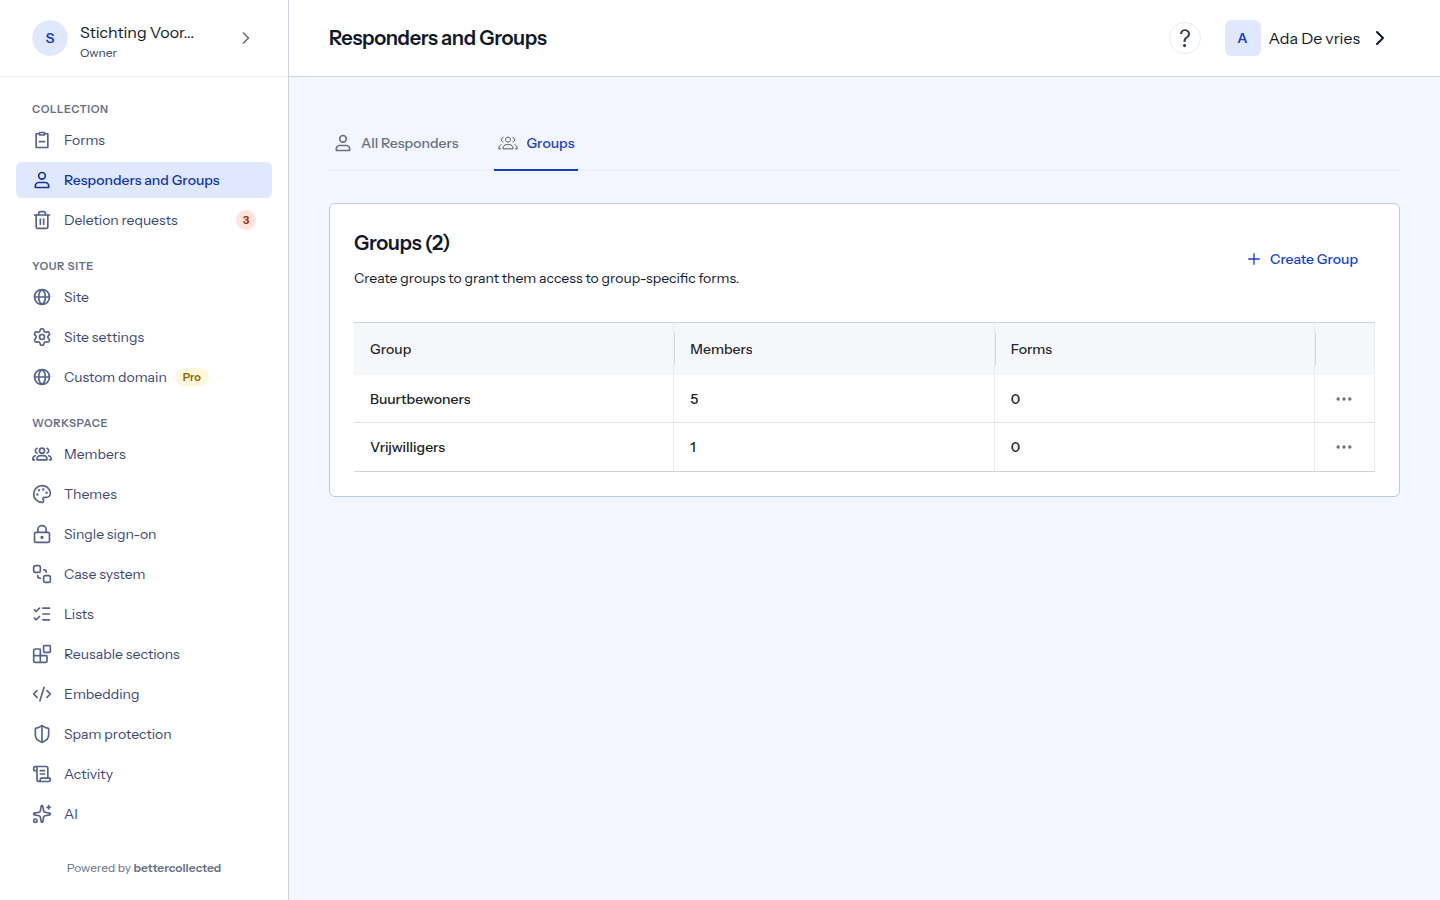 S
Stichting Voor...
Owner
COLLECTION
Forms
Responders and Groups
Deletion requests
3
YOUR SITE
Site
Site settings
Custom domain
Pro
WORKSPACE
Members
Themes
Single sign-on
Case system
Lists
Reusable sections
Embedding
Spam protection
Activity
AI
Powered by bettercollected
Responders and Groups
?
A
Ada De vries
All Responders
Groups
Groups (2)
Create groups to grant them access to group-specific forms.
Create Group
Group Members Forms
Buurtbewoners 5 0
Vrijwilligers 1 0